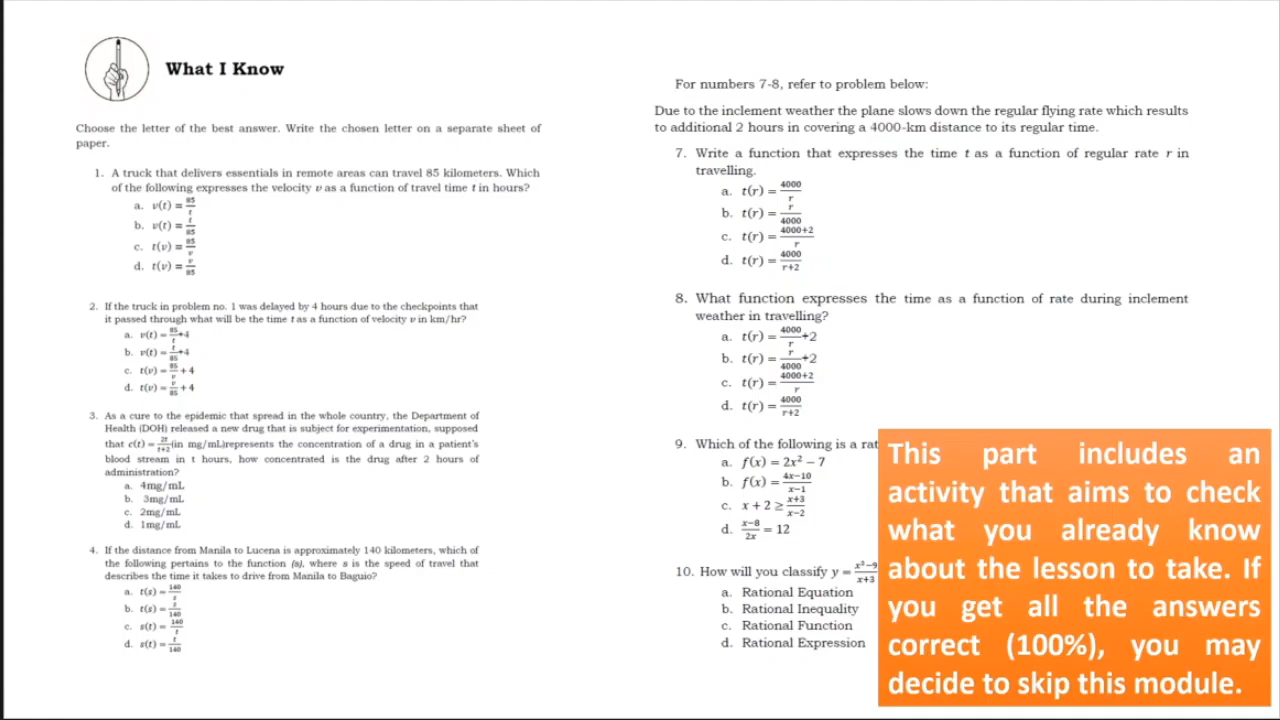 What I Know
Choose the letter of the best answer. Write the chosen letter on a separate sheet of
paper.
1. A truck that delivers essentials in remote areas can travel 85 kilometers. Which
of the following expresses the velocity v as a function of travel time t in hours?
a. v(t) = 85/t
b. v(t) = t/85
c. t(v) = 85/v
d. t(v) = v/85
2. If the truck in problem no. 1 was delayed by 4 hours due to the checkpoints that
it passed through what will be the time t as a function of velocity v in km/hr?
a. v(t) = 85/t +4
b. v(t) = t/85 +4
c. t(v) = 85/v + 4
d. t(v) = v/85 + 4
3. As a cure to the epidemic that spread in the whole country, the Department of
Health (DOH) released a new drug that is subject for experimentation, supposed
that c(t) = 2t/t+2 (in mg/mL)represents the concentration of a drug in a patient's
blood stream in t hours, how concentrated is the drug after 2 hours of
administration?
a. 4mg/mL
b. 3mg/mL
c. 2mg/mL
d. 1mg/mL
4. If the distance from Manila to Lucena is approximately 140 kilometers, which of
the following pertains to the function (s), where s is the speed of travel that
describes the time it takes to drive from Manila to Baguio?
a. t(s) = 140/s
b. t(s) = s/140
c. s(t) = 140/t
d. s(t) = t/140
For numbers 7-8, refer to problem below:
Due to the inclement weather the plane slows down the regular flying rate which results
to additional 2 hours in covering a 4000-km distance to its regular time.
7. Write a function that expresses the time t as a function of regular rate r in
travelling.
a. t(r) = 4000/r
b. t(r) = r/4000
c. t(r) = 4000+2/r
d. t(r) = 4000/r+2
8. What function expresses the time as a function of rate during inclement
weather in travelling?
a. t(r) = 4000/r +2
b. t(r) = r/4000 +2
c. t(r) = 4000+2/r
d. t(r) = 4000/r+2
9. Which of the following is a rat
a. f(x) = 2x² − 7
b. f(x) = 4x−10/x−1
c. x + 2 ≥ x+3/x−2
d. x−8/2x = 12
10. How will you classify y = x²−9/x+3
a. Rational Equation
b. Rational Inequality
c. Rational Function
d. Rational Expression
This part includes an
activity that aims to check
what you already know
about the lesson to take. If
you get all the answers
correct (100%), you may
decide to skip this module.